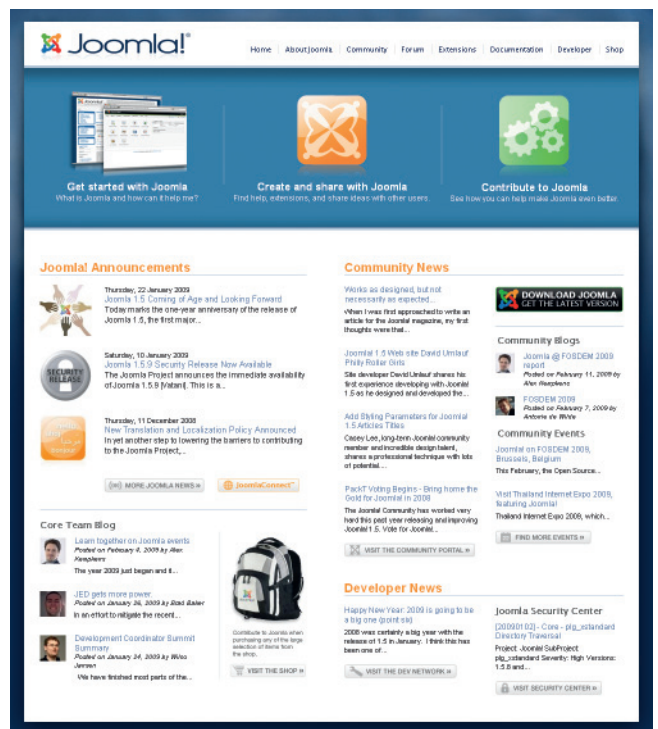 Joomla!
Home About Joomla Community Forum Extensions Documentation Developer Shop
Get started with Joomla
What is Joomla and how can it help me?
Create and share with Joomla
Find help, extensions, and share ideas with other users.
Contribute to Joomla
See how you can help make Joomla even better.
Joomla! Announcements
Thursday, 22 January 2009
Joomla 1.5 Coming of Age and Looking Forward
Today marks the one-year anniversary of the release of
Joomla 1.5, the first major...
SECURITY
RELEASE
Saturday, 10 January 2009
Joomla 1.5.9 Security Release Now Available
The Joomla Project announces the immediate availability
of Joomla 1.5.9 [Vatani]. This is a...
Thursday, 11 December 2008
New Translation and Localization Policy Announced
In yet another step to lowering the barriers to contributing
to the Joomla Project,...
MORE JOOMLA NEWS »
JoomlaConnect™
Core Team Blog
Learn together on Joomla events
Posted on February 4, 2009 by Alex
Kempkens
The year 2009 just began and it...
JED gets more power.
Posted on January 26, 2009 by Brad Baker
In an effort to mitigate the recent...
Development Coordinator Summit
Summary
Posted on January 24, 2009 by Wilco
Jansen
We have finished most parts of the...
Contribute to Joomla when
purchasing any of the large
selection of items from
the shop.
VISIT THE SHOP »
Community News
Works as designed, but not
necessarily as expected...
When I was first approached to write an
article for the Joomla! magazine, my first
thoughts were that...
Joomla! 1.5 Web site David Umlauf
Philly Roller Girls
Site developer David Umlauf shares his
first experience developing with Joomla!
1.5 as he designed and developed the...
Add Styling Parameters for Joomla!
1.5 Articles Titles
Casey Lee, long-term Joomla! community
member and incredible design talent,
shares a professional technique with lots
of potential....
PackT Voting Begins - Bring home the
Gold for Joomla! in 2008
The Joomla! Community has worked very
hard this past year releasing and improving
Joomla! 1.5. Vote for Joomla!...
VISIT THE COMMUNITY PORTAL »
DOWNLOAD JOOMLA
GET THE LATEST VERSION
Community Blogs
Joomla @ FOSDEM 2009
report
Posted on February 11, 2009 by
Alex Kempkens
FOSDEM 2009
Posted on February 7, 2009 by
Antonie de Wilde
Community Events
Joomla! on FOSDEM 2009,
Brussels, Belgium
This February, the Open Source...
Visit Thailand Internet Expo 2009,
featuring Joomla!
Thailand Internet Expo 2009, which...
FIND MORE EVENTS »
Developer News
Happy New Year: 2009 is going to be
a big one (point six)
2008 was certainly a big year with the
release of 1.5 in January. I think this has
been one of...
VISIT THE DEV NETWORK »
Joomla Security Center
[20090102] - Core - plg_xstandard
Directory Traversal
Project: Joomla! SubProject:
plg_xstandard Severity: High Versions:
1.5.8 and...
VISIT SECURITY CENTER »